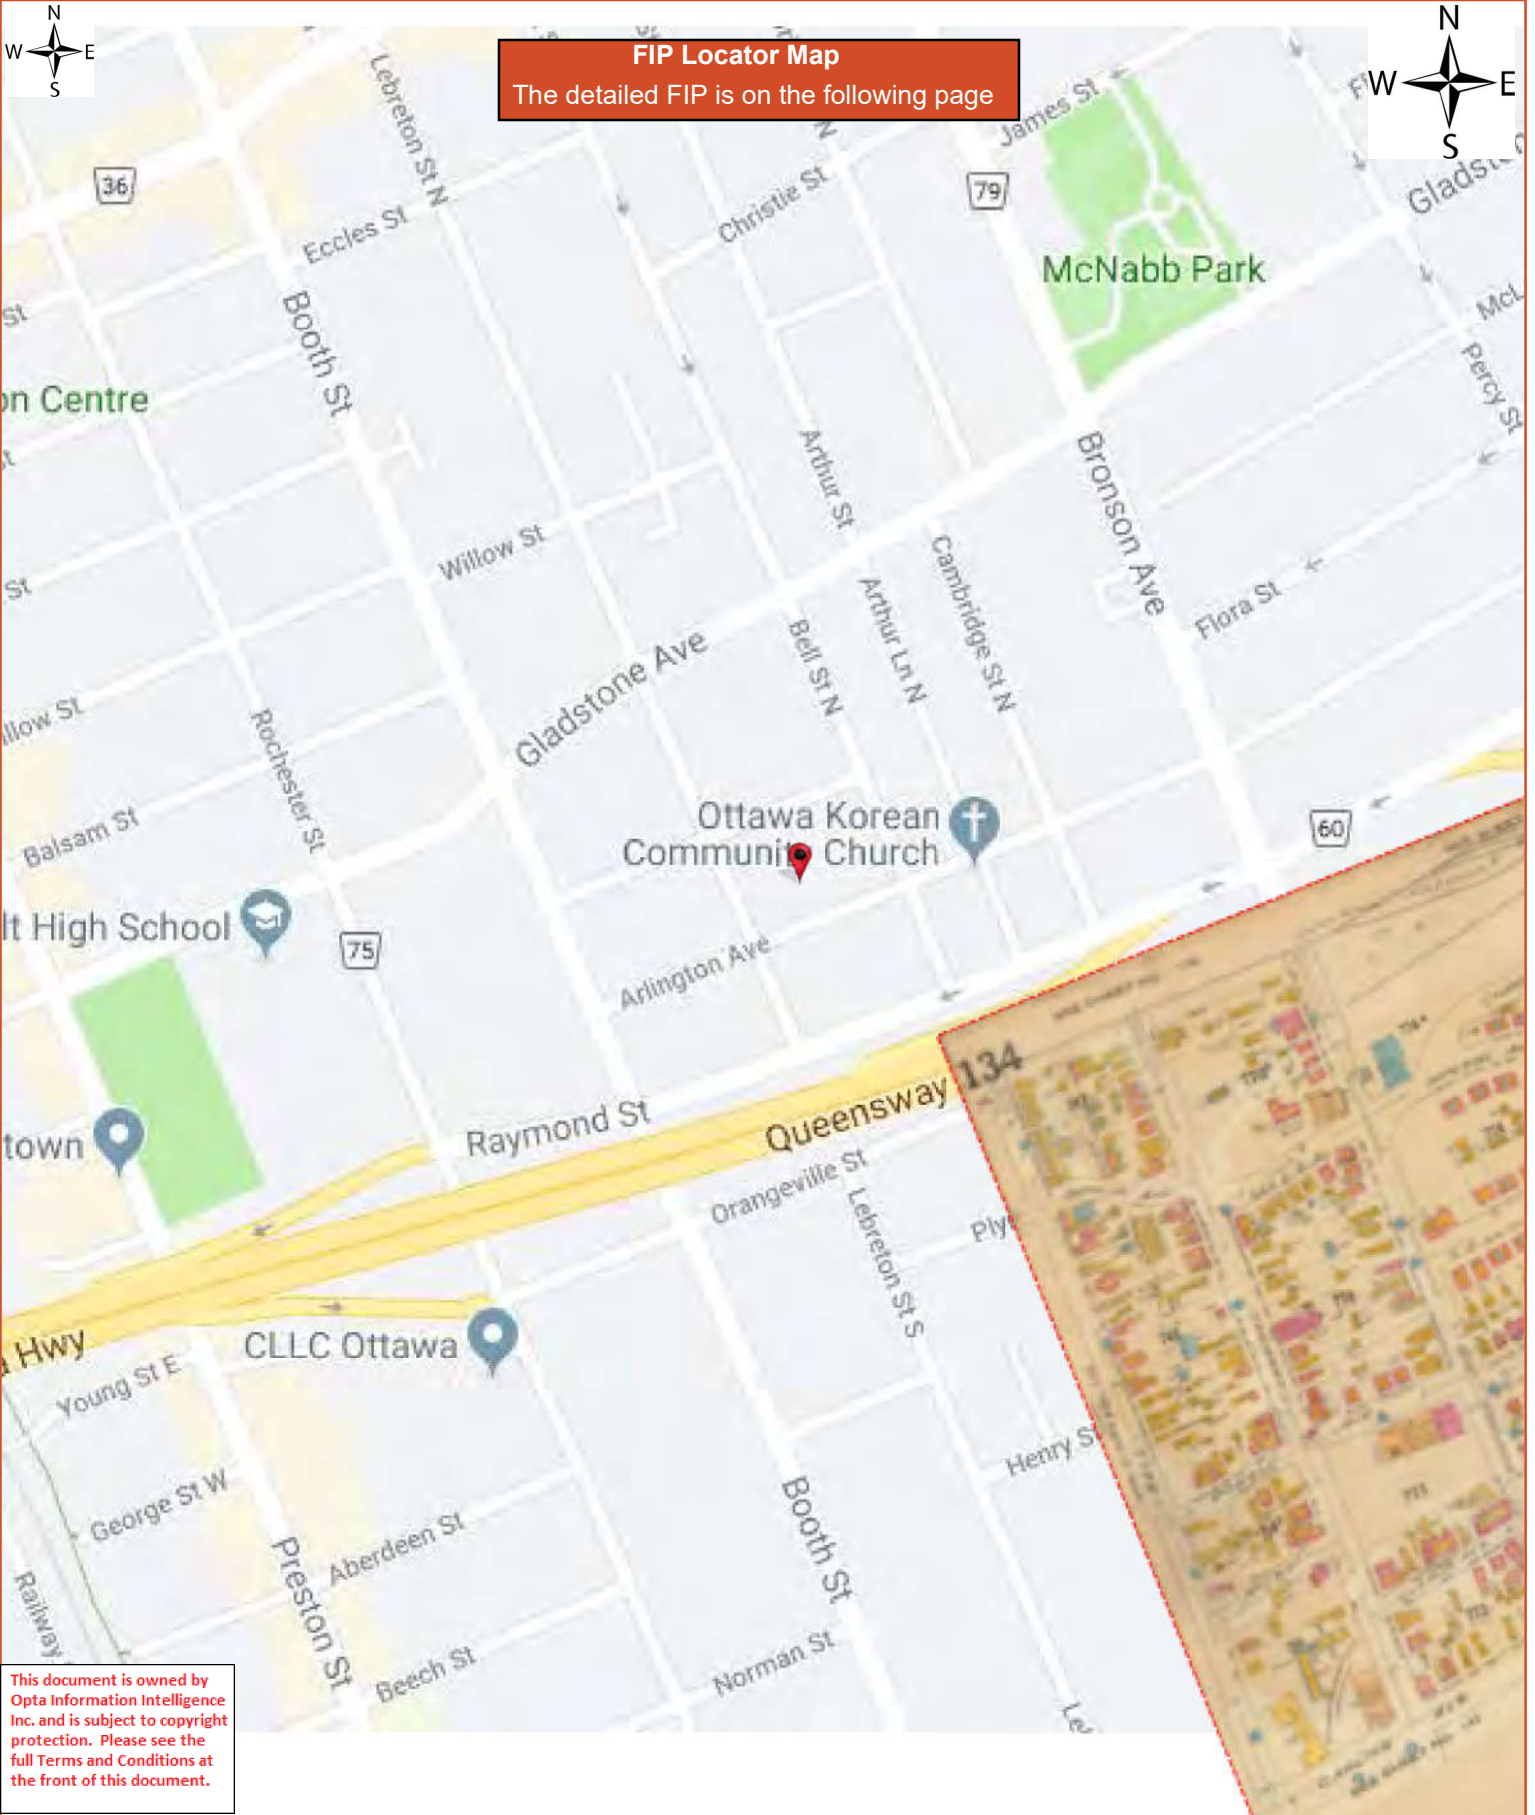 N
W E
S
FIP Locator Map
The detailed FIP is on the following page
N
W E
S
Lebreton St N
N
James St
36
79
Christie St
Eccles St
McNabb Park
St
Booth St
Percy St
on Centre
Arthur St
Bronson Ave
Willow St
St
Cambridge St N
Arthur Ln N
Flora St
Bell St N
Gladstone Ave
llow St
Rochester St
Balsam St
Ottawa Korean
Community Church
60
lt High School
75
Arlington Ave
134
Raymond St
Queensway
town
Orangeville St
Lebreton St S
Ply
a Hwy
CLLC Ottawa
Young St E
Henry S
George St W
Booth St
Aberdeen St
Preston St
Railway
Norman St
Beech St
Le
This document is owned by
Opta Information Intelligence
Inc. and is subject to copyright
protection. Please see the
full Terms and Conditions at
the front of this document.